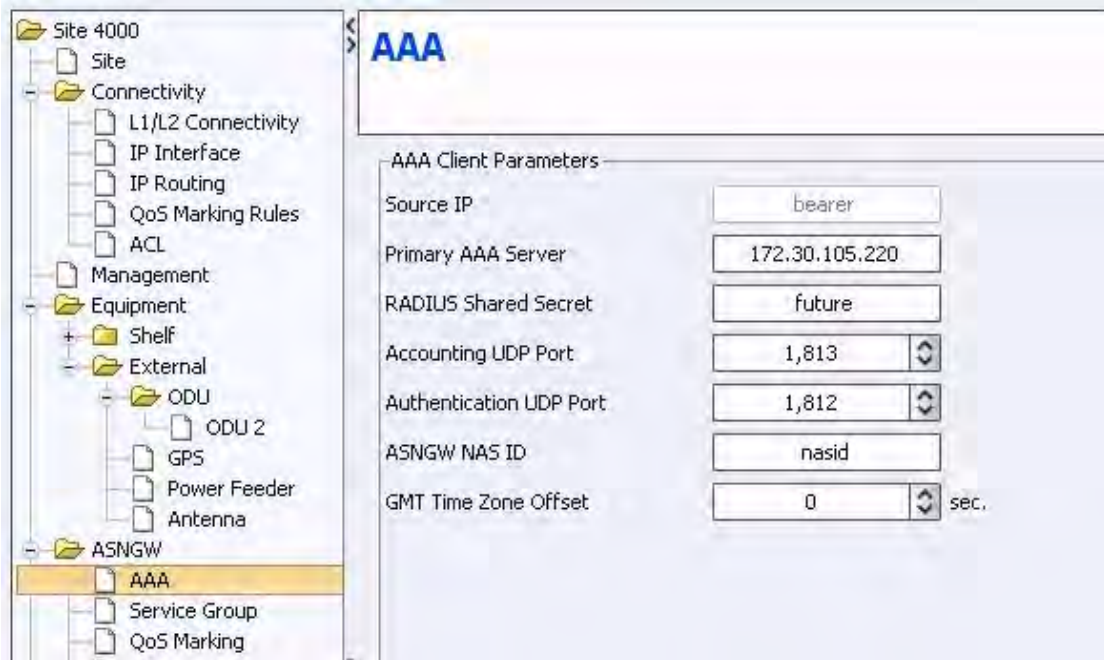 Site 4000
Site
Connectivity
L1/L2 Connectivity
IP Interface
IP Routing
QoS Marking Rules
ACL
Management
Equipment
Shelf
External
ODU
ODU 2
GPS
Power Feeder
Antenna
ASNGW
AAA
Service Group
QoS Marking
AAA
AAA Client Parameters
Source IP bearer
Primary AAA Server 172.30.105.220
RADIUS Shared Secret future
Accounting UDP Port 1,813
Authentication UDP Port 1,812
ASNGW NAS ID nasid
GMT Time Zone Offset 0 sec.